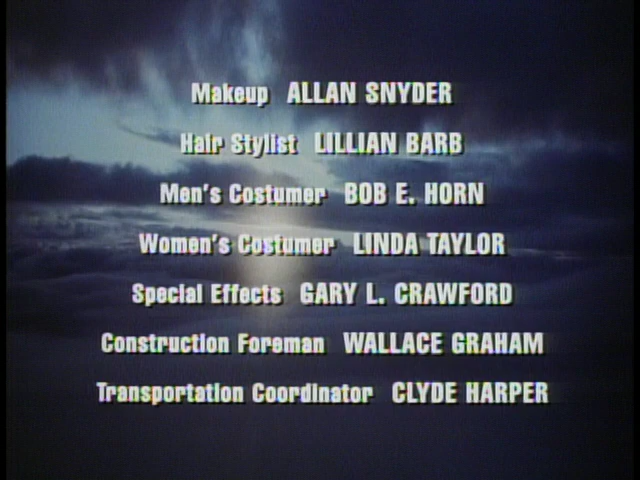 Makeup ALLAN SNYDER
Hair Stylist LILLIAN BARB
Men's Costumer BOB E. HORN
Women's Costumer LINDA TAYLOR
Special Effects GARY L. CRAWFORD
Construction Foreman WALLACE GRAHAM
Transportation Coordinator CLYDE HARPER